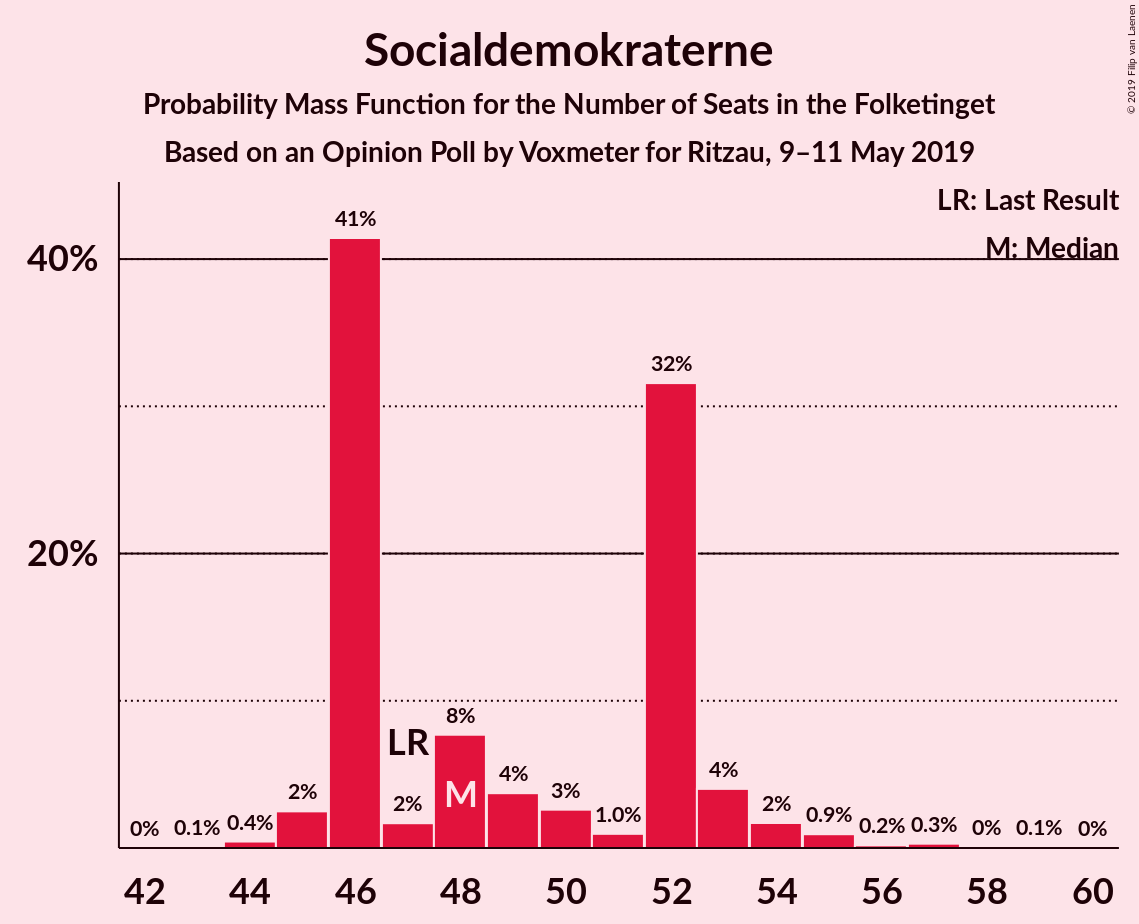 Socialdemokraterne
Probability Mass Function for the Number of Seats in the Folketinget
Based on an Opinion Poll by Voxmeter for Ritzau, 9–11 May 2019
© 2019 Filip van Laenen
LR: Last Result
M: Median
40%
20%
0%
0.1%
0.4%
2%
41%
2%
LR
8%
M
4%
3%
1.0%
32%
4%
2%
0.9%
0.2%
0.3%
0%
0.1%
0%
42 44 46 48 50 52 54 56 58 60